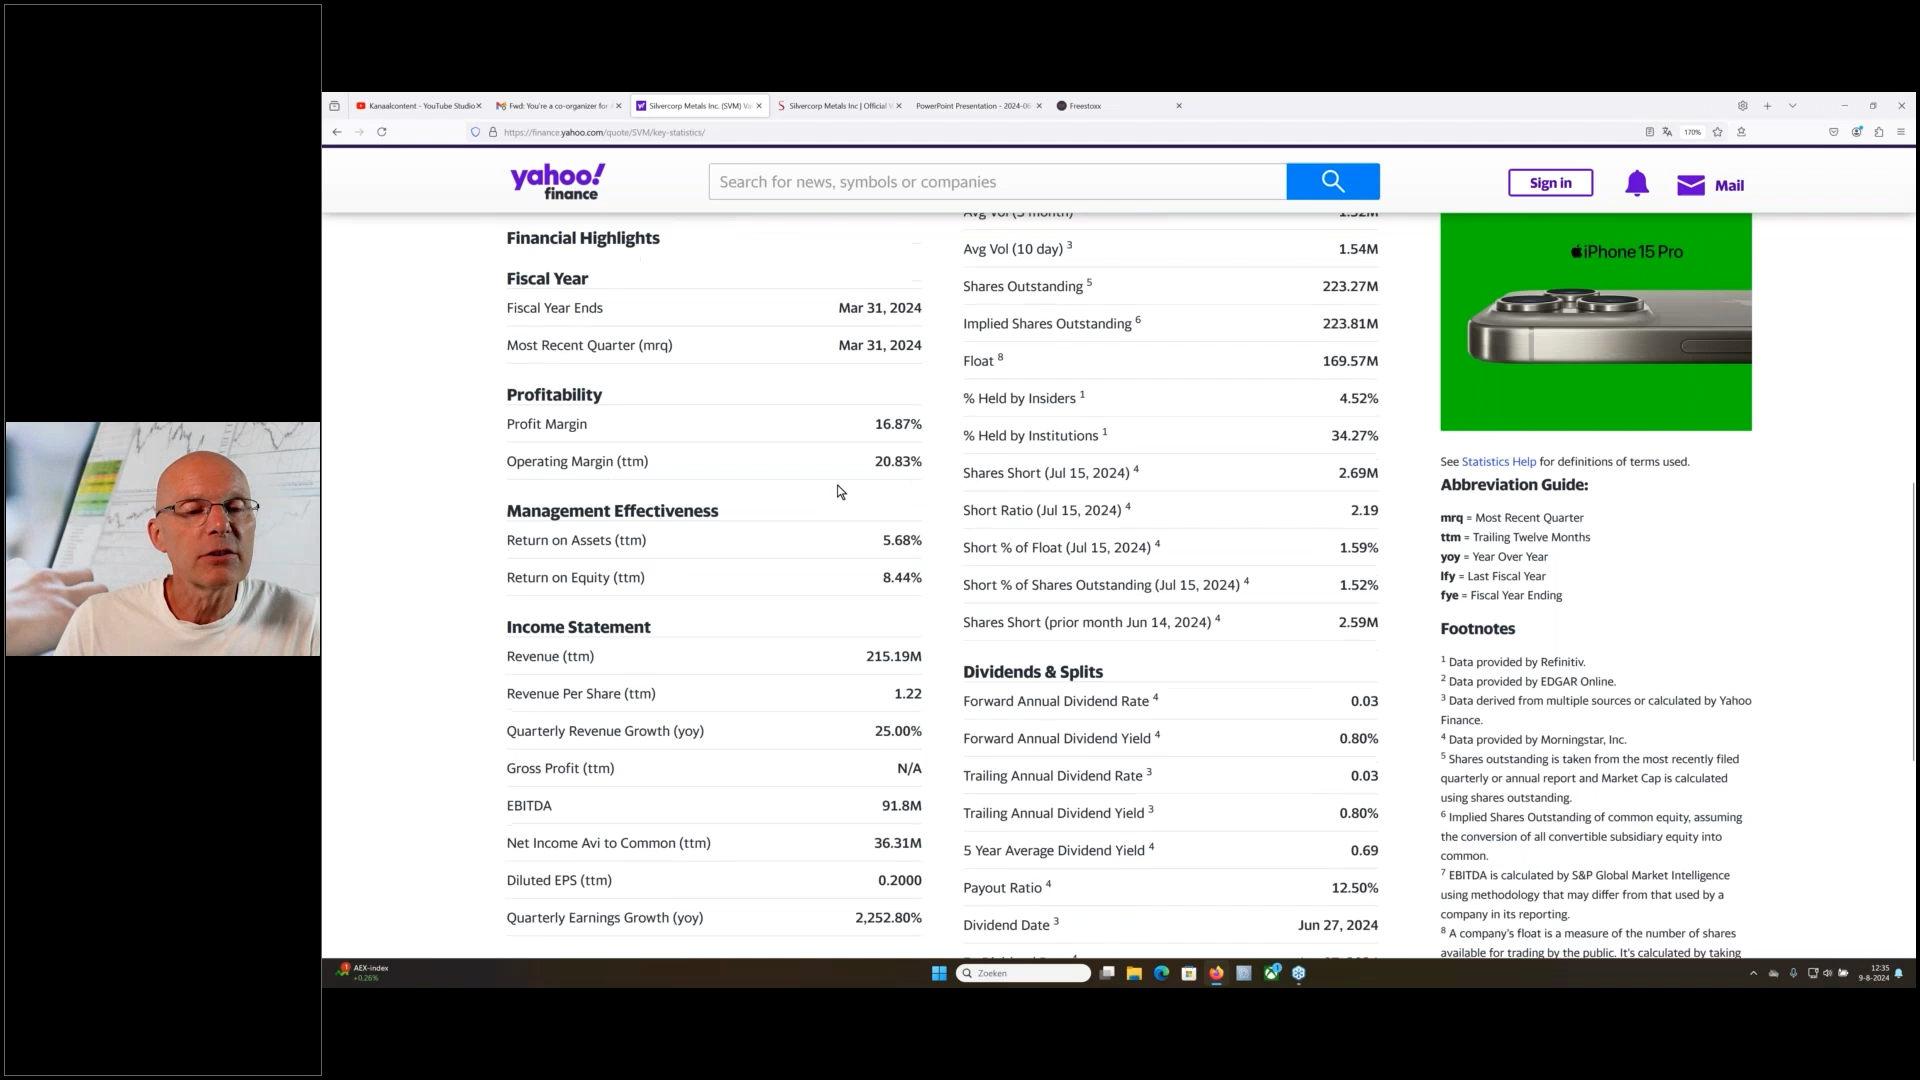 Kanaalcontent - YouTube Studio
Fwd: You're a co-organizer for
Silvercorp Metals Inc. (SVM) Va
Silvercorp Metals Inc | Official
PowerPoint Presentation - 2024-06
Freestoxx
https://finance.yahoo.com/quote/SVM/key-statistics/
170%
yahoo!
finance
Search for news, symbols or companies
Sign in
Mail
Financial Highlights
Fiscal Year
Fiscal Year Ends Mar 31, 2024
Most Recent Quarter (mrq) Mar 31, 2024
Profitability
Profit Margin 16.87%
Operating Margin (ttm) 20.83%
Management Effectiveness
Return on Assets (ttm) 5.68%
Return on Equity (ttm) 8.44%
Income Statement
Revenue (ttm) 215.19M
Revenue Per Share (ttm) 1.22
Quarterly Revenue Growth (yoy) 25.00%
Gross Profit (ttm) N/A
EBITDA 91.8M
Net Income Avi to Common (ttm) 36.31M
Diluted EPS (ttm) 0.2000
Quarterly Earnings Growth (yoy) 2,252.80%
Avg Vol (3 month) 1.52M
Avg Vol (10 day) 3 1.54M
Shares Outstanding 5 223.27M
Implied Shares Outstanding 6 223.81M
Float 8 169.57M
% Held by Insiders 1 4.52%
% Held by Institutions 1 34.27%
Shares Short (Jul 15, 2024) 4 2.69M
Short Ratio (Jul 15, 2024) 4 2.19
Short % of Float (Jul 15, 2024) 4 1.59%
Short % of Shares Outstanding (Jul 15, 2024) 4 1.52%
Shares Short (prior month Jun 14, 2024) 4 2.59M
Dividends & Splits
Forward Annual Dividend Rate 4 0.03
Forward Annual Dividend Yield 4 0.80%
Trailing Annual Dividend Rate 3 0.03
Trailing Annual Dividend Yield 3 0.80%
5 Year Average Dividend Yield 4 0.69
Payout Ratio 4 12.50%
Dividend Date 3 Jun 27, 2024
iPhone 15 Pro
See Statistics Help for definitions of terms used.
Abbreviation Guide:
mrq = Most Recent Quarter
ttm = Trailing Twelve Months
yoy = Year Over Year
lfy = Last Fiscal Year
fye = Fiscal Year Ending
Footnotes
1 Data provided by Refinitiv.
2 Data provided by EDGAR Online.
3 Data derived from multiple sources or calculated by Yahoo
Finance.
4 Data provided by Morningstar, Inc.
5 Shares outstanding is taken from the most recently filed
quarterly or annual report and Market Cap is calculated
using shares outstanding.
6 Implied Shares Outstanding of common equity, assuming
the conversion of all convertible subsidiary equity into
common.
7 EBITDA is calculated by S&P Global Market Intelligence
using methodology that may differ from that used by a
company in its reporting.
8 A company's float is a measure of the number of shares
available for trading by the public. It's calculated by taking
AEX-index
+0.26%
Zoeken
12:35
9-8-2024